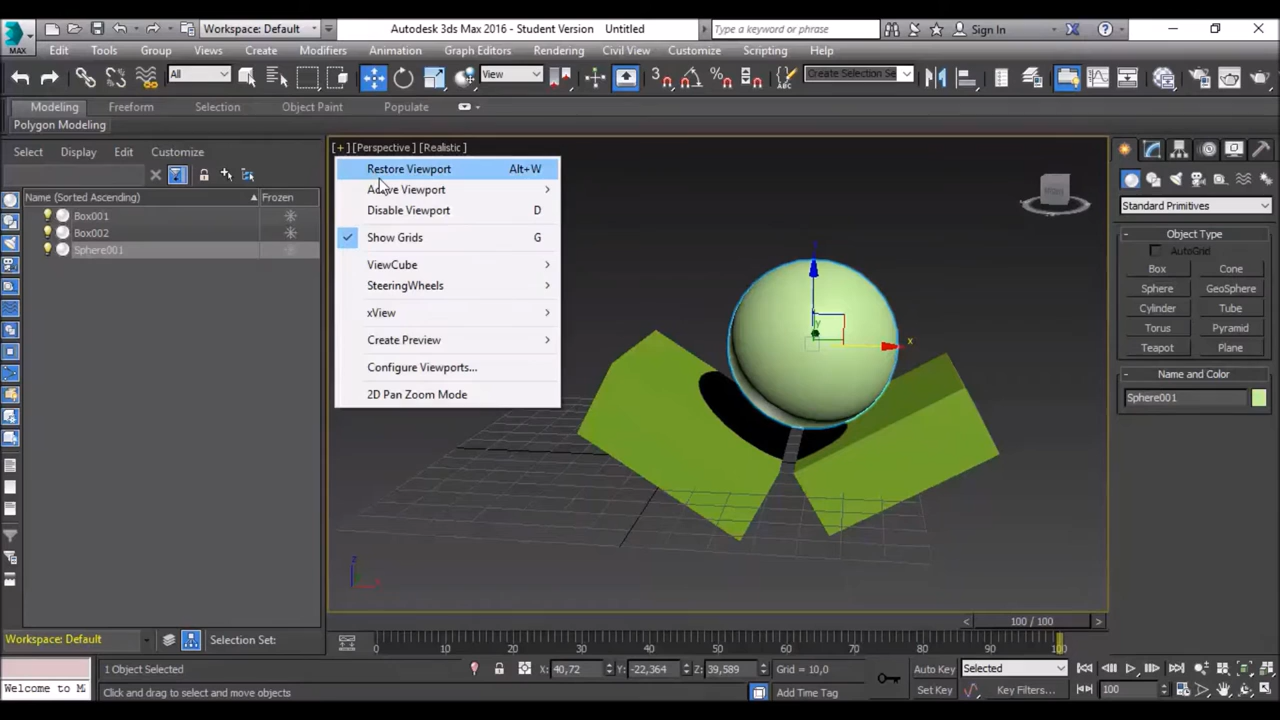 MAX
Workspace: Default
Autodesk 3ds Max 2016 - Student Version Untitled
Type a keyword or phrase
Sign In
Edit Tools Group Views Create Modifiers Animation Graph Editors Rendering Civil View Customize Scripting Help
All
View
3
Create Selection Se
Modeling Freeform Selection Object Paint Populate
Polygon Modeling
Select Display Edit Customize
[+] [Perspective] [Realistic]
Name (Sorted Ascending) Frozen
Box001
Box002
Sphere001
Restore Viewport Alt+W
Active Viewport
Disable Viewport D
Show Grids G
ViewCube
SteeringWheels
xView
Create Preview
Configure Viewports...
2D Pan Zoom Mode
z
y
x
Standard Primitives
- Object Type
AutoGrid
Box Cone
Sphere GeoSphere
Cylinder Tube
Torus Pyramid
Teapot Plane
- Name and Color
Sphere001
z
< 100 / 100 >
Workspace: Default
Selection Set:
0 10 20 30 40 50 60 70 80 90 100
1 Object Selected
X: 40,72 Y: -22,364 Z: 39,589 Grid = 10,0
Auto Key Selected
Welcome to M
Click and drag to select and move objects
Add Time Tag
Set Key Key Filters... 100